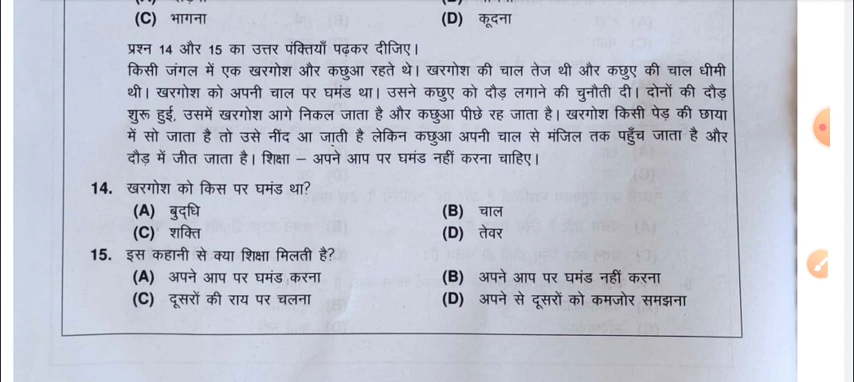 (C) भागना (D) कूदना
प्रश्न 14 और 15 का उत्तर पंक्तियाँ पढ़कर दीजिए।
किसी जंगल में एक खरगोश और कछुआ रहते थे। खरगोश की चाल तेज थी और कछुए की चाल धीमी
थी। खरगोश को अपनी चाल पर घमंड था। उसने कछुए को दौड़ लगाने की चुनौती दी। दोनों की दौड़
शुरू हुई, उसमें खरगोश आगे निकल जाता है और कछुआ पीछे रह जाता है। खरगोश किसी पेड़ की छाया
में सो जाता है तो उसे नींद आ जाती है लेकिन कछुआ अपनी चाल से मंजिल तक पहुँच जाता है और
दौड़ में जीत जाता है। शिक्षा – अपने आप पर घमंड नहीं करना चाहिए।
14. खरगोश को किस पर घमंड था?
(A) बुद्धि (B) चाल
(C) शक्ति (D) तेवर
15. इस कहानी से क्या शिक्षा मिलती है?
(A) अपने आप पर घमंड करना (B) अपने आप पर घमंड नहीं करना
(C) दूसरों की राय पर चलना (D) अपने से दूसरों को कमजोर समझना